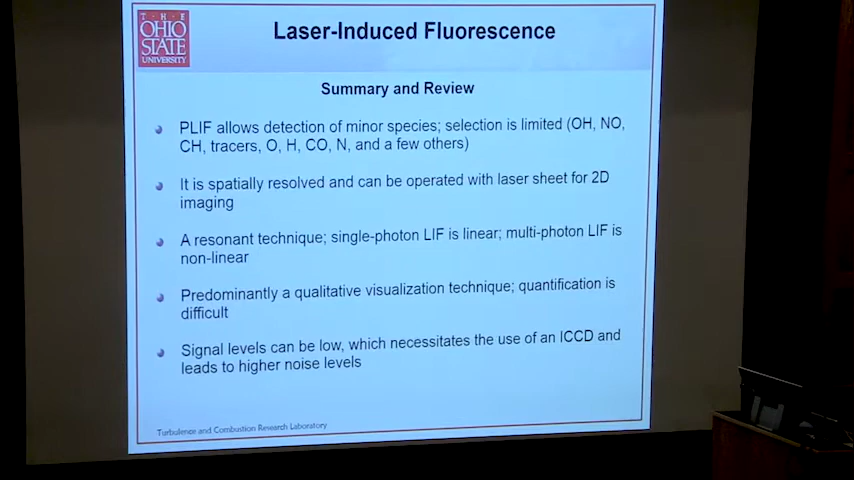 T · H · E
OHIO
STATE
UNIVERSITY
Laser-Induced Fluorescence
Summary and Review
PLIF allows detection of minor species; selection is limited (OH, NO,
CH, tracers, O, H, CO, N, and a few others)
It is spatially resolved and can be operated with laser sheet for 2D
imaging
A resonant technique; single-photon LIF is linear; multi-photon LIF is
non-linear
Predominantly a qualitative visualization technique; quantification is
difficult
Signal levels can be low, which necessitates the use of an ICCD and
leads to higher noise levels
Turbulence and Combustion Research Laboratory